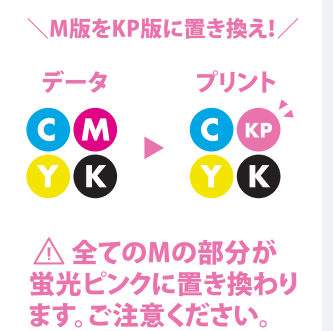 ＼M版をKP版に置き換え!／
データ
プリント
C M
C KP
Y K
Y K
⚠ 全てのMの部分が
蛍光ピンクに置き換わり
ます。ご注意ください。